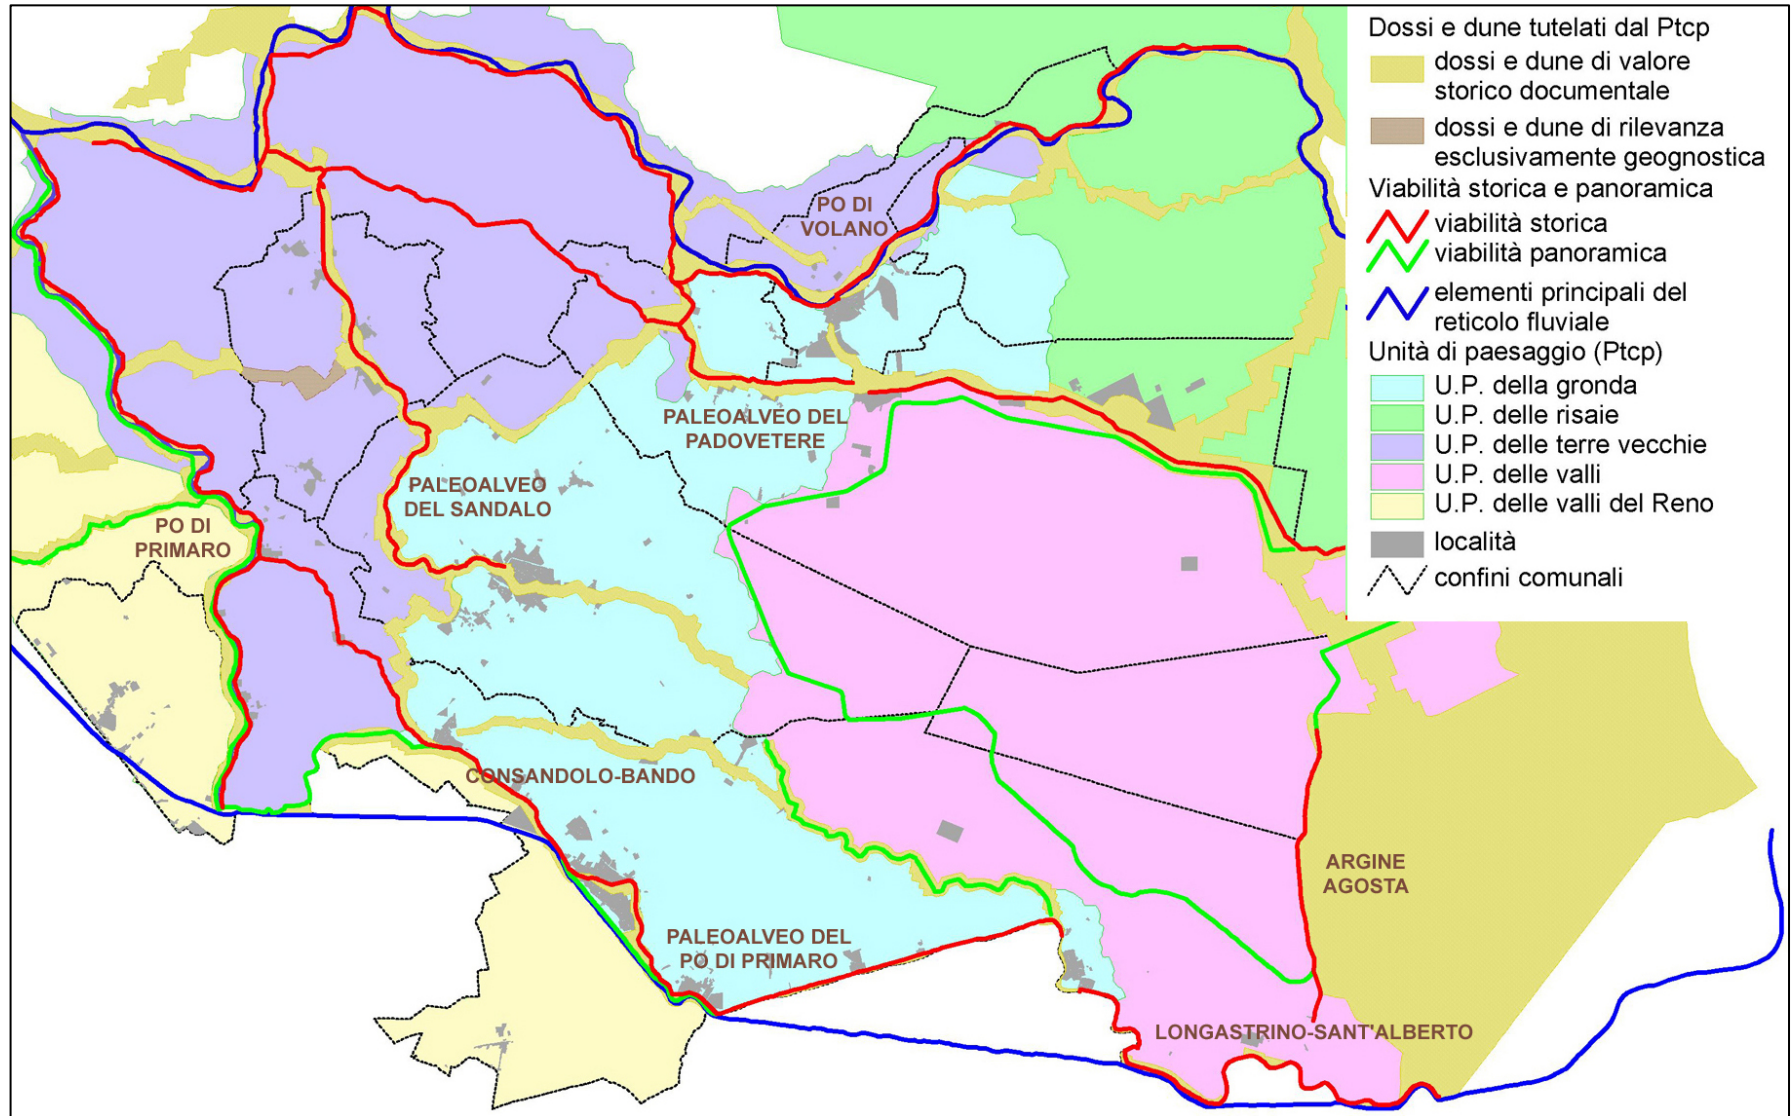 Dossi e dune tutelati dal Ptcp
dossi e dune di valore
storico documentale
dossi e dune di rilevanza
esclusivamente geognostica
Viabilità storica e panoramica
viabilità storica
viabilità panoramica
elementi principali del
reticolo fluviale
Unità di paesaggio (Ptcp)
U.P. della gronda
U.P. delle risaie
U.P. delle terre vecchie
U.P. delle valli
U.P. delle valli del Reno
località
confini comunali
PO DI
VOLANO
PALEOALVEO DEL
PADOVETERE
PALEOALVEO
DEL SANDALO
PO DI
PRIMARO
CONSANDOLO-BANDO
ARGINE
AGOSTA
PALEOALVEO DEL
PO DI PRIMARO
LONGASTRINO-SANT'ALBERTO